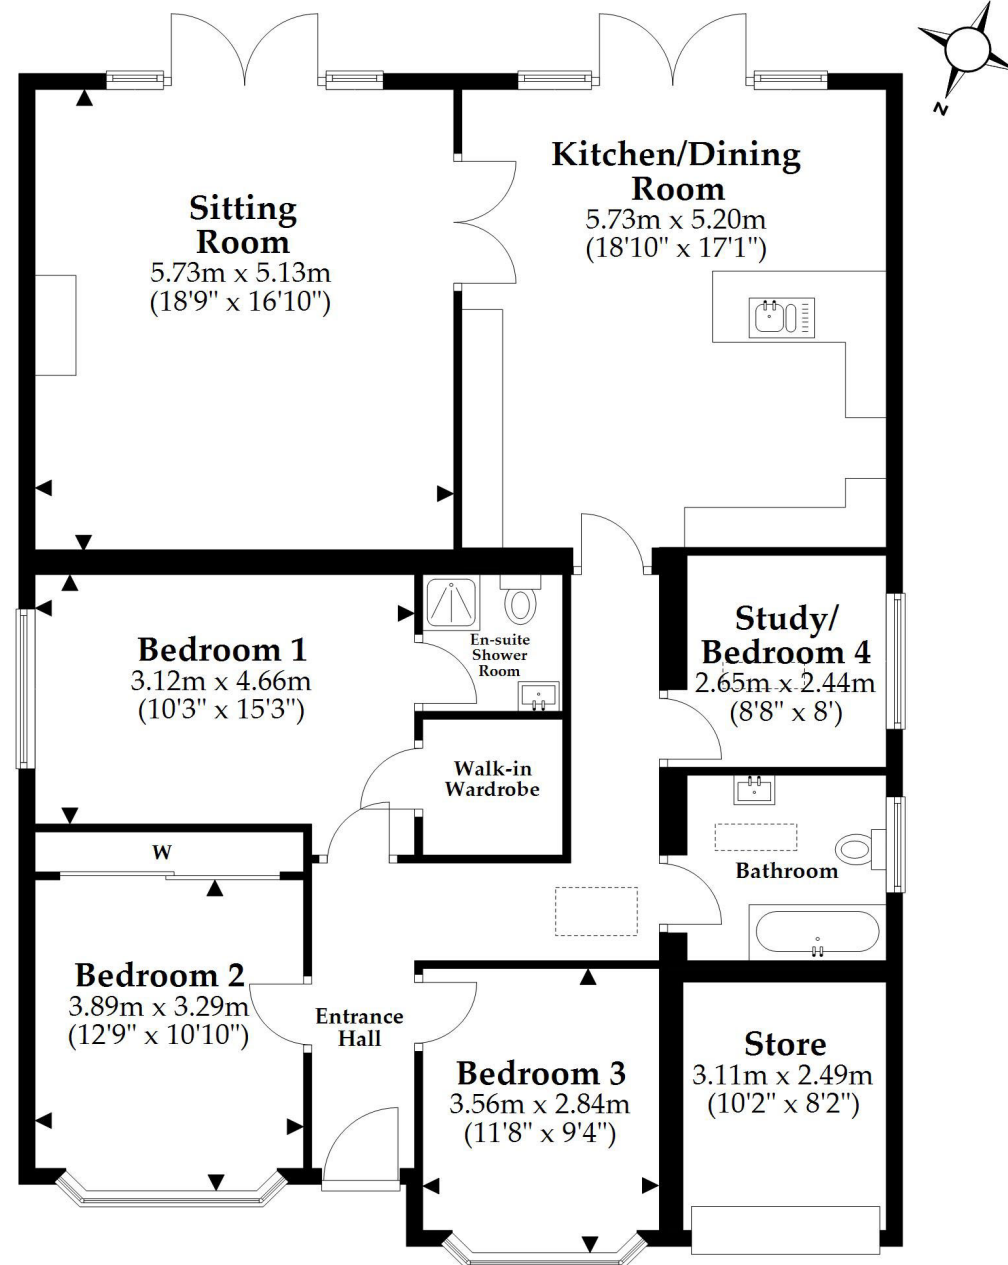 N
Kitchen/Dining
Room
5.73m x 5.20m
(18'10" x 17'1")
Sitting
Room
5.73m x 5.13m
(18'9" x 16'10")
Bedroom 1
3.12m x 4.66m
(10'3" x 15'3")
En-suite
Shower
Room
Study/
Bedroom 4
2.65m x 2.44m
(8'8" x 8')
Walk-in
Wardrobe
W
Bathroom
Bedroom 2
3.89m x 3.29m
(12'9" x 10'10")
Entrance
Hall
Bedroom 3
3.56m x 2.84m
(11'8" x 9'4")
Store
3.11m x 2.49m
(10'2" x 8'2")